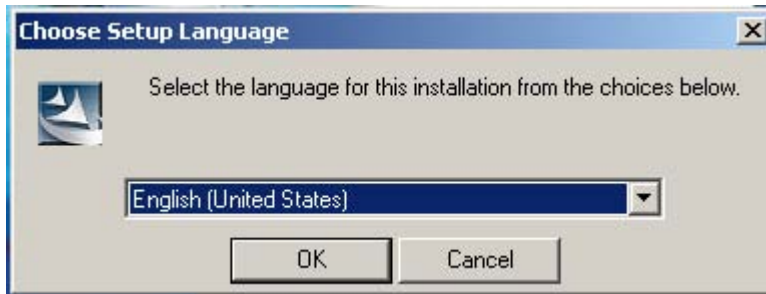 Choose Setup Language
Select the language for this installation from the choices below.
English (United States)
OK
Cancel